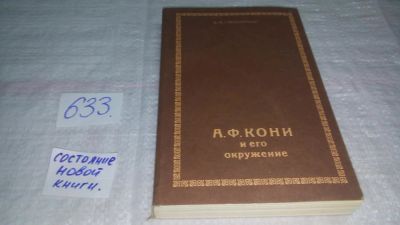 633.
состояние
новой
книги.
А.Ф.КОНИ
и его
окружение